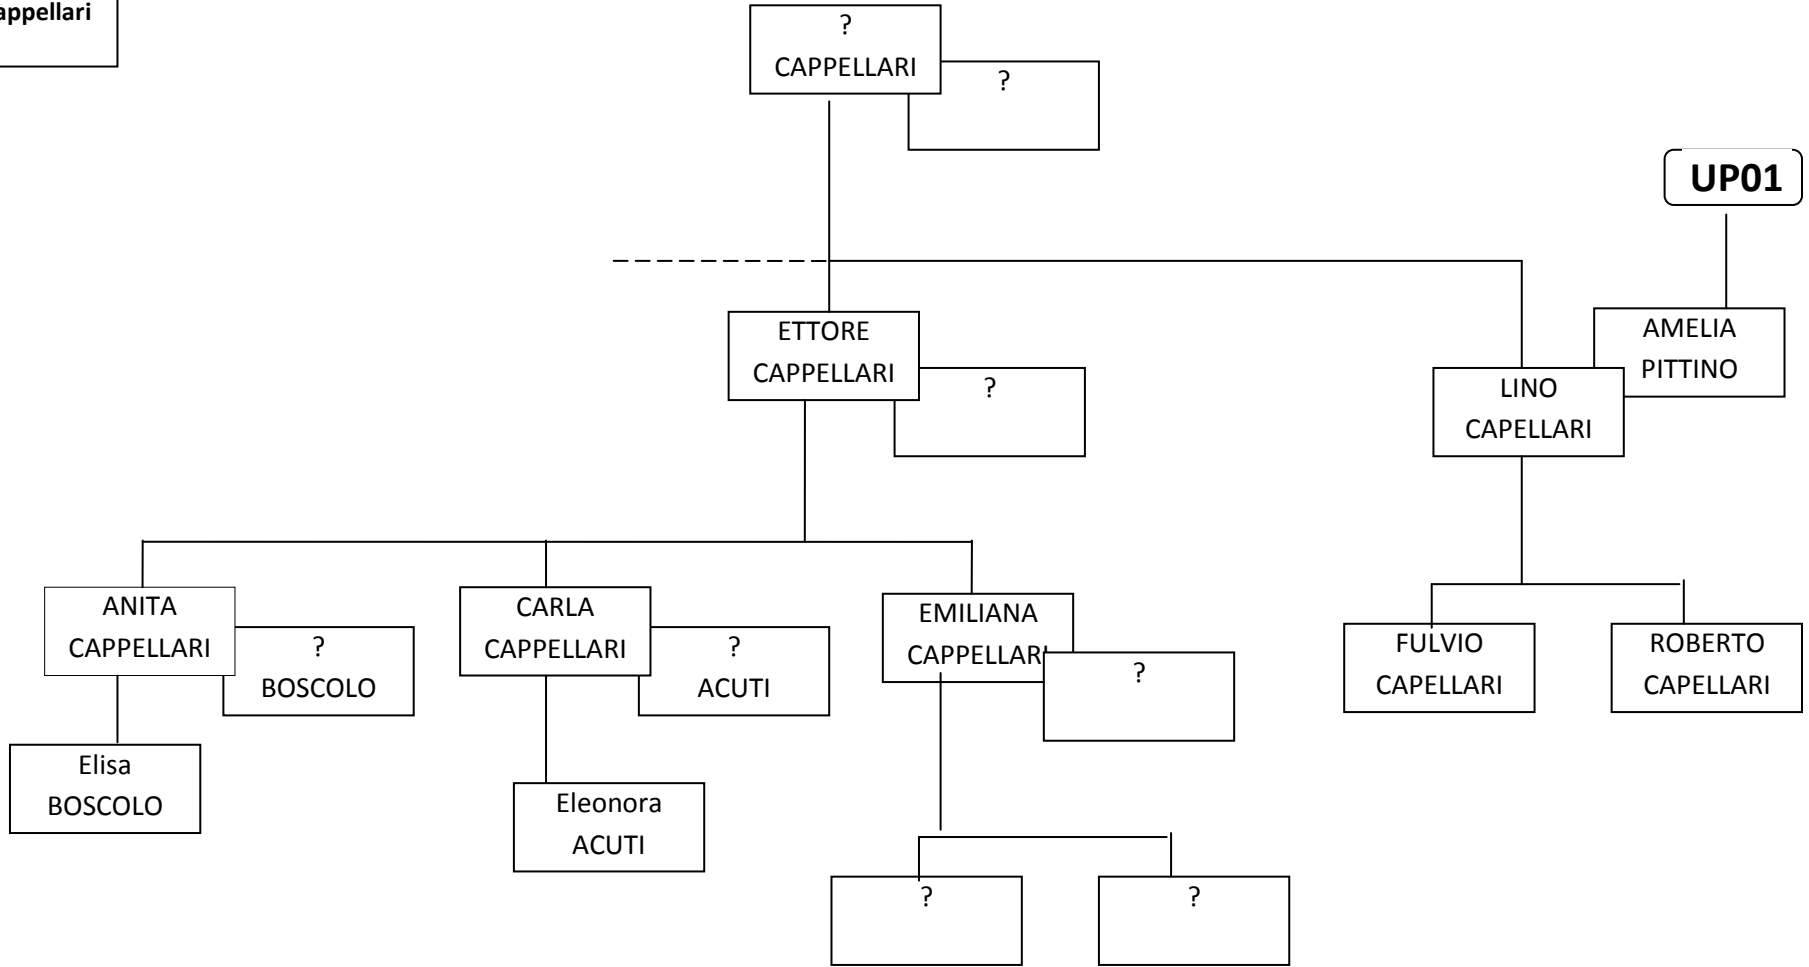 appellari
?
CAPPELLARI
?
UP01
ETTORE
CAPPELLARI
?
AMELIA
PITTINO
LINO
CAPELLARI
ANITA
CAPPELLARI
?
BOSCOLO
CARLA
CAPPELLARI
?
ACUTI
EMILIANA
CAPPELLARI
?
FULVIO
CAPELLARI
ROBERTO
CAPELLARI
Elisa
BOSCOLO
Eleonora
ACUTI
?
?